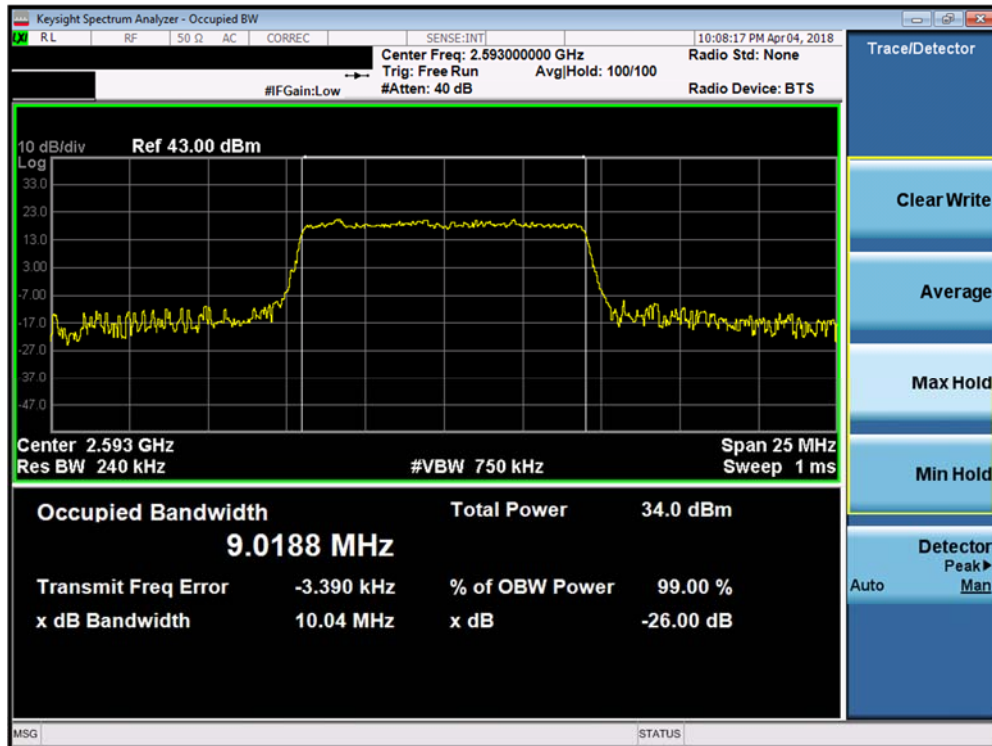 Keysight Spectrum Analyzer - Occupied BW
LXI RL RF 50 Ω AC CORREC SENSE:INT 10:08:17 PM Apr 04, 2018
Center Freq: 2.593000000 GHz Radio Std: None
Trig: Free Run Avg|Hold: 100/100
#IFGain:Low #Atten: 40 dB Radio Device: BTS
10 dB/div Ref 43.00 dBm
Log
33.0
23.0
13.0
3.00
-7.00
-17.0
-27.0
-37.0
-47.0
Center 2.593 GHz Span 25 MHz
Res BW 240 kHz #VBW 750 kHz Sweep 1 ms
Occupied Bandwidth Total Power 34.0 dBm
9.0188 MHz
Transmit Freq Error -3.390 kHz % of OBW Power 99.00 %
x dB Bandwidth 10.04 MHz x dB -26.00 dB
Trace/Detector
Clear Write
Average
Max Hold
Min Hold
Detector
Peak▶
Auto Man
MSG STATUS